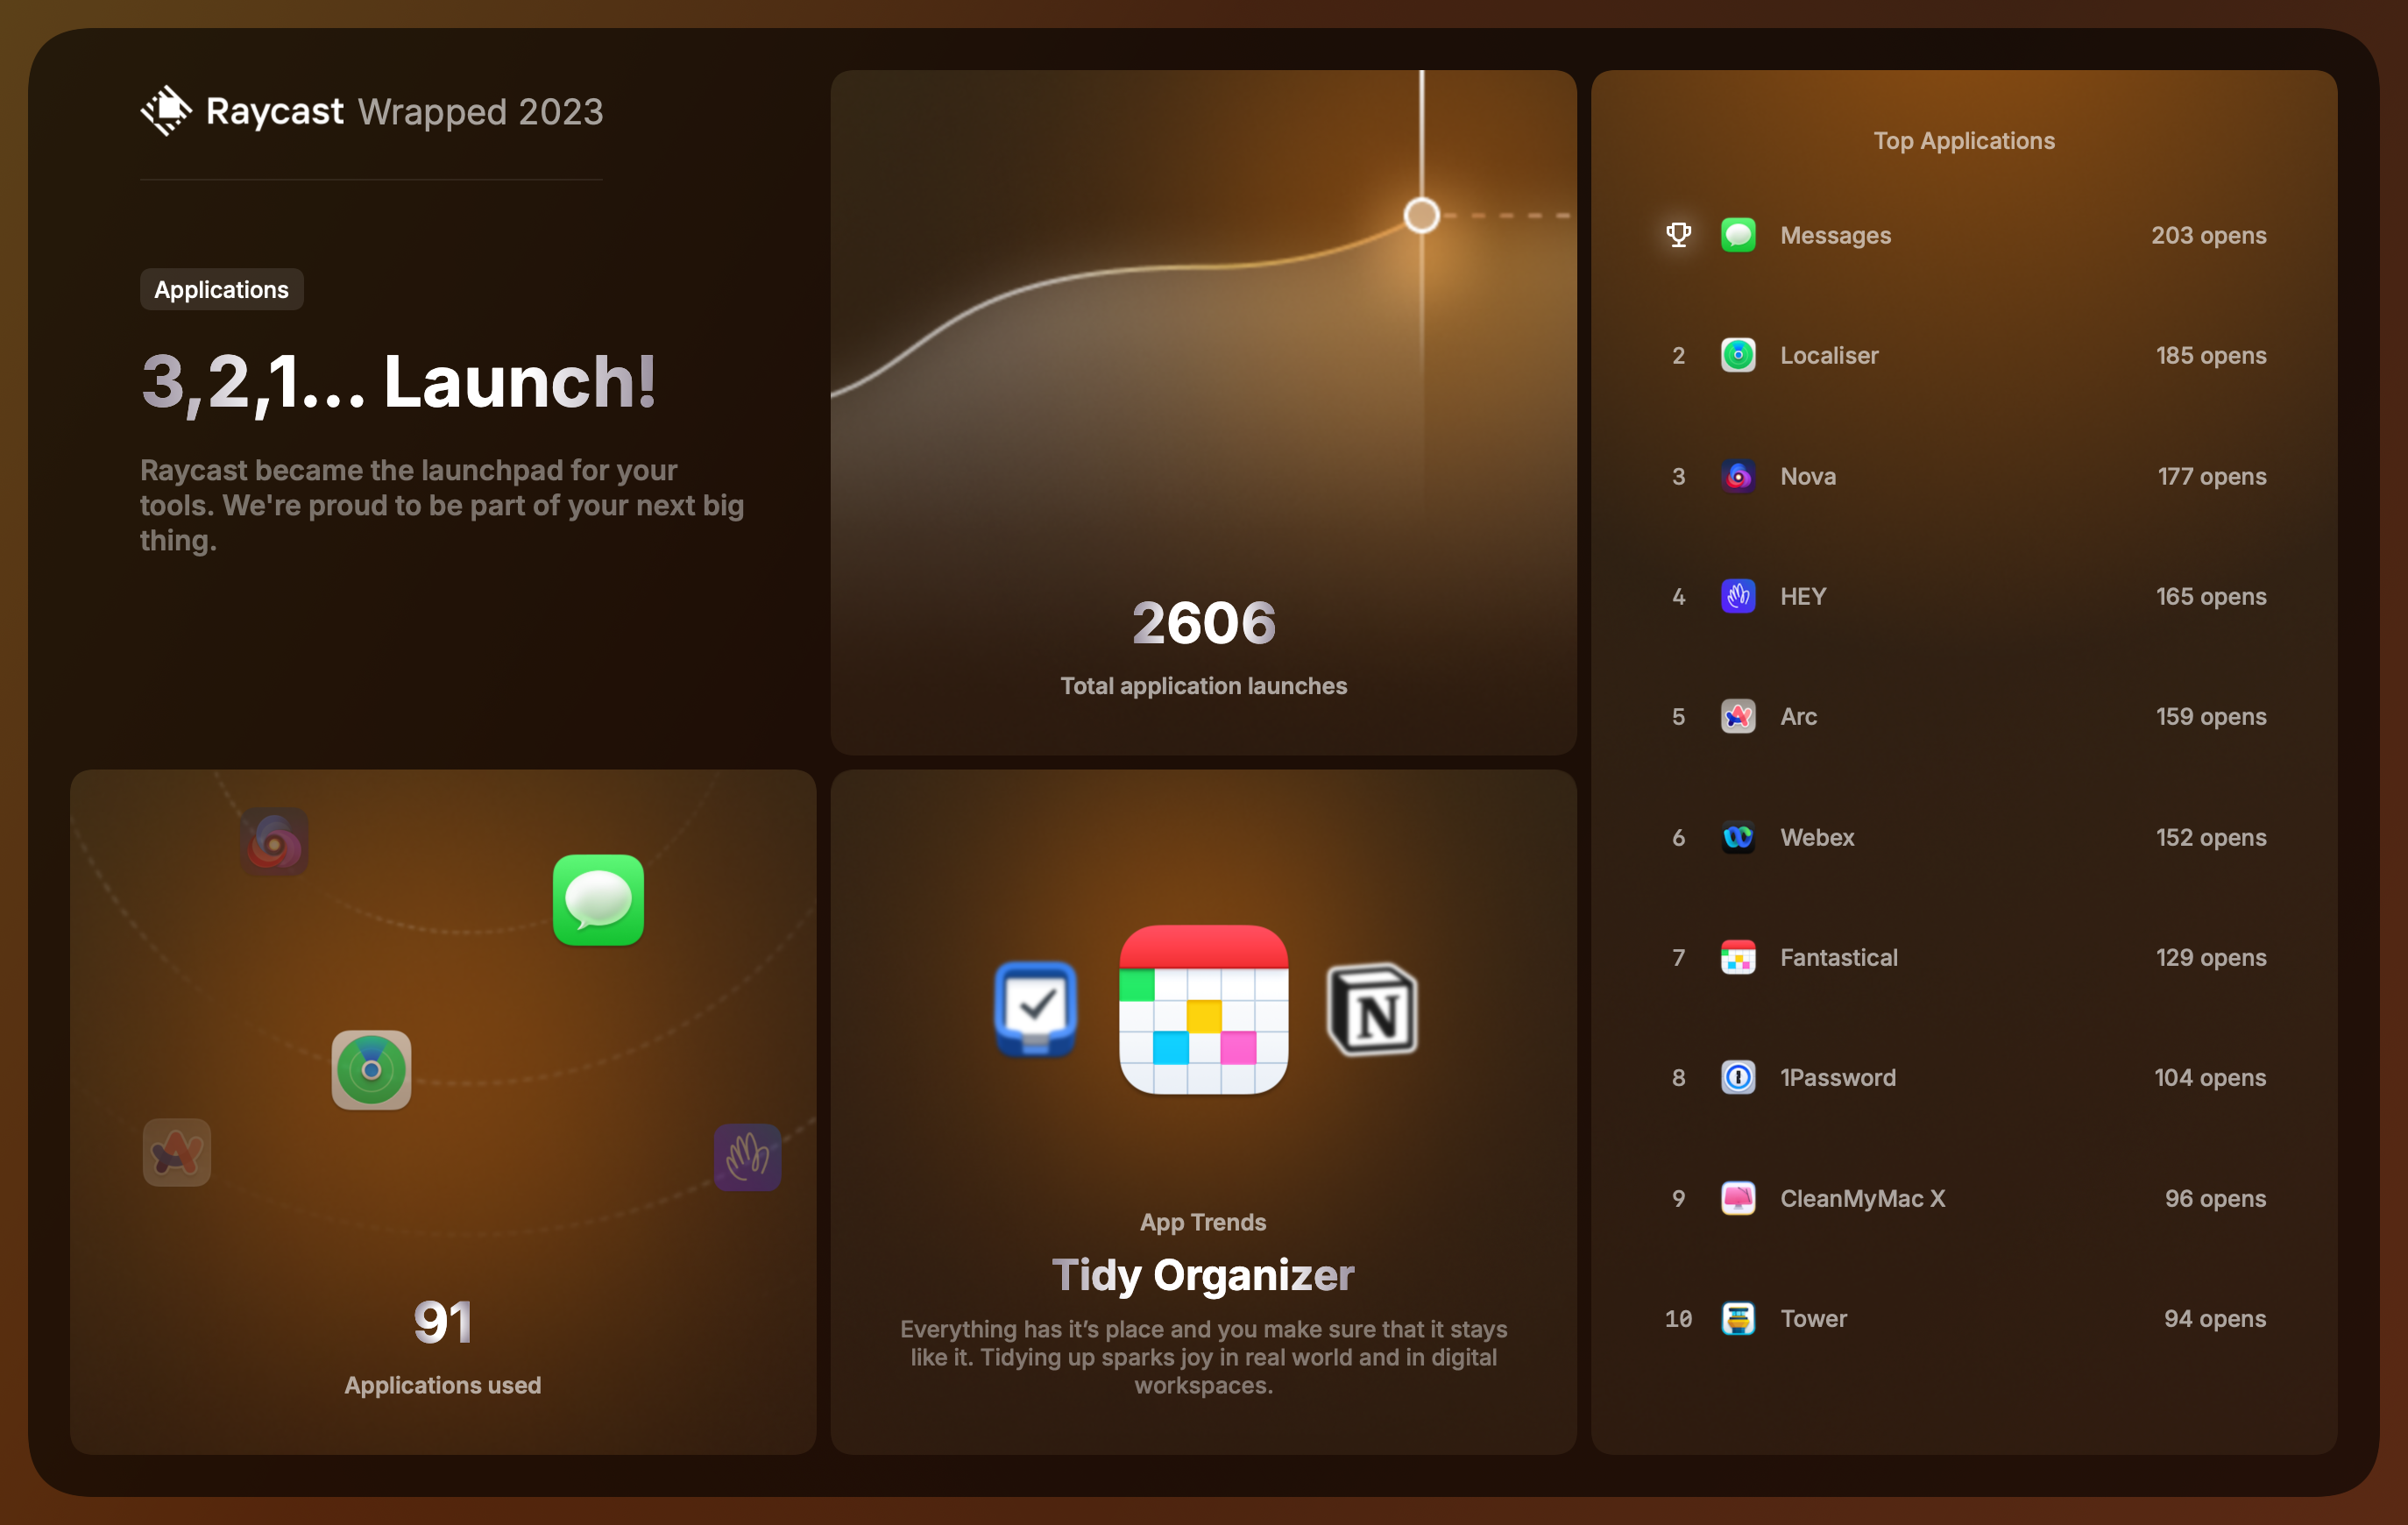 Raycast Wrapped 2023
Applications
3,2,1... Launch!
Raycast became the launchpad for your
tools. We're proud to be part of your next big
thing.
2606
Total application launches
91
Applications used
N
App Trends
Tidy Organizer
Everything has it’s place and you make sure that it stays
like it. Tidying up sparks joy in real world and in digital
workspaces.
Top Applications
Messages 203 opens
2 Localiser 185 opens
3 Nova 177 opens
4 HEY 165 opens
5 Arc 159 opens
6 Webex 152 opens
7 Fantastical 129 opens
8 1Password 104 opens
9 CleanMyMac X 96 opens
10 Tower 94 opens